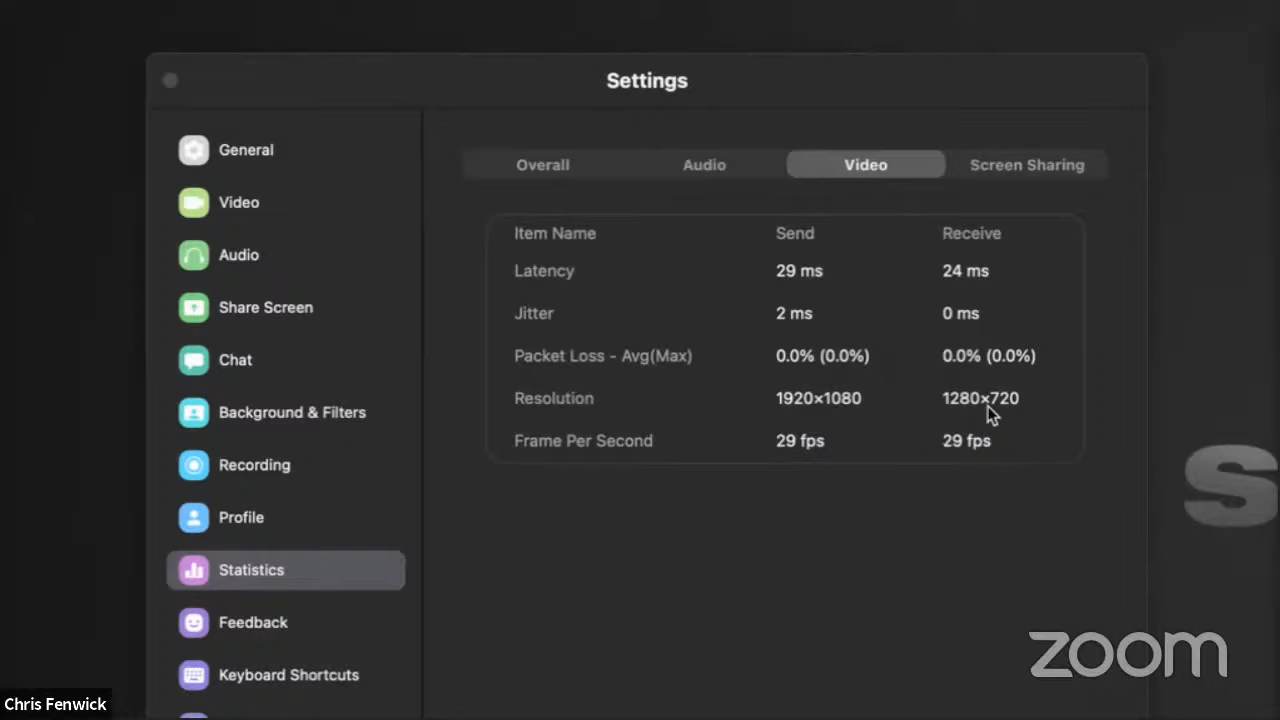 Settings
General
Video
Audio
Share Screen
Chat
Background & Filters
Recording
Profile
Statistics
Feedback
Keyboard Shortcuts
Overall Audio Video Screen Sharing
Item Name Send Receive
Latency 29 ms 24 ms
Jitter 2 ms 0 ms
Packet Loss - Avg(Max) 0.0% (0.0%) 0.0% (0.0%)
Resolution 1920×1080 1280×720
Frame Per Second 29 fps 29 fps
S
zoom
Chris Fenwick